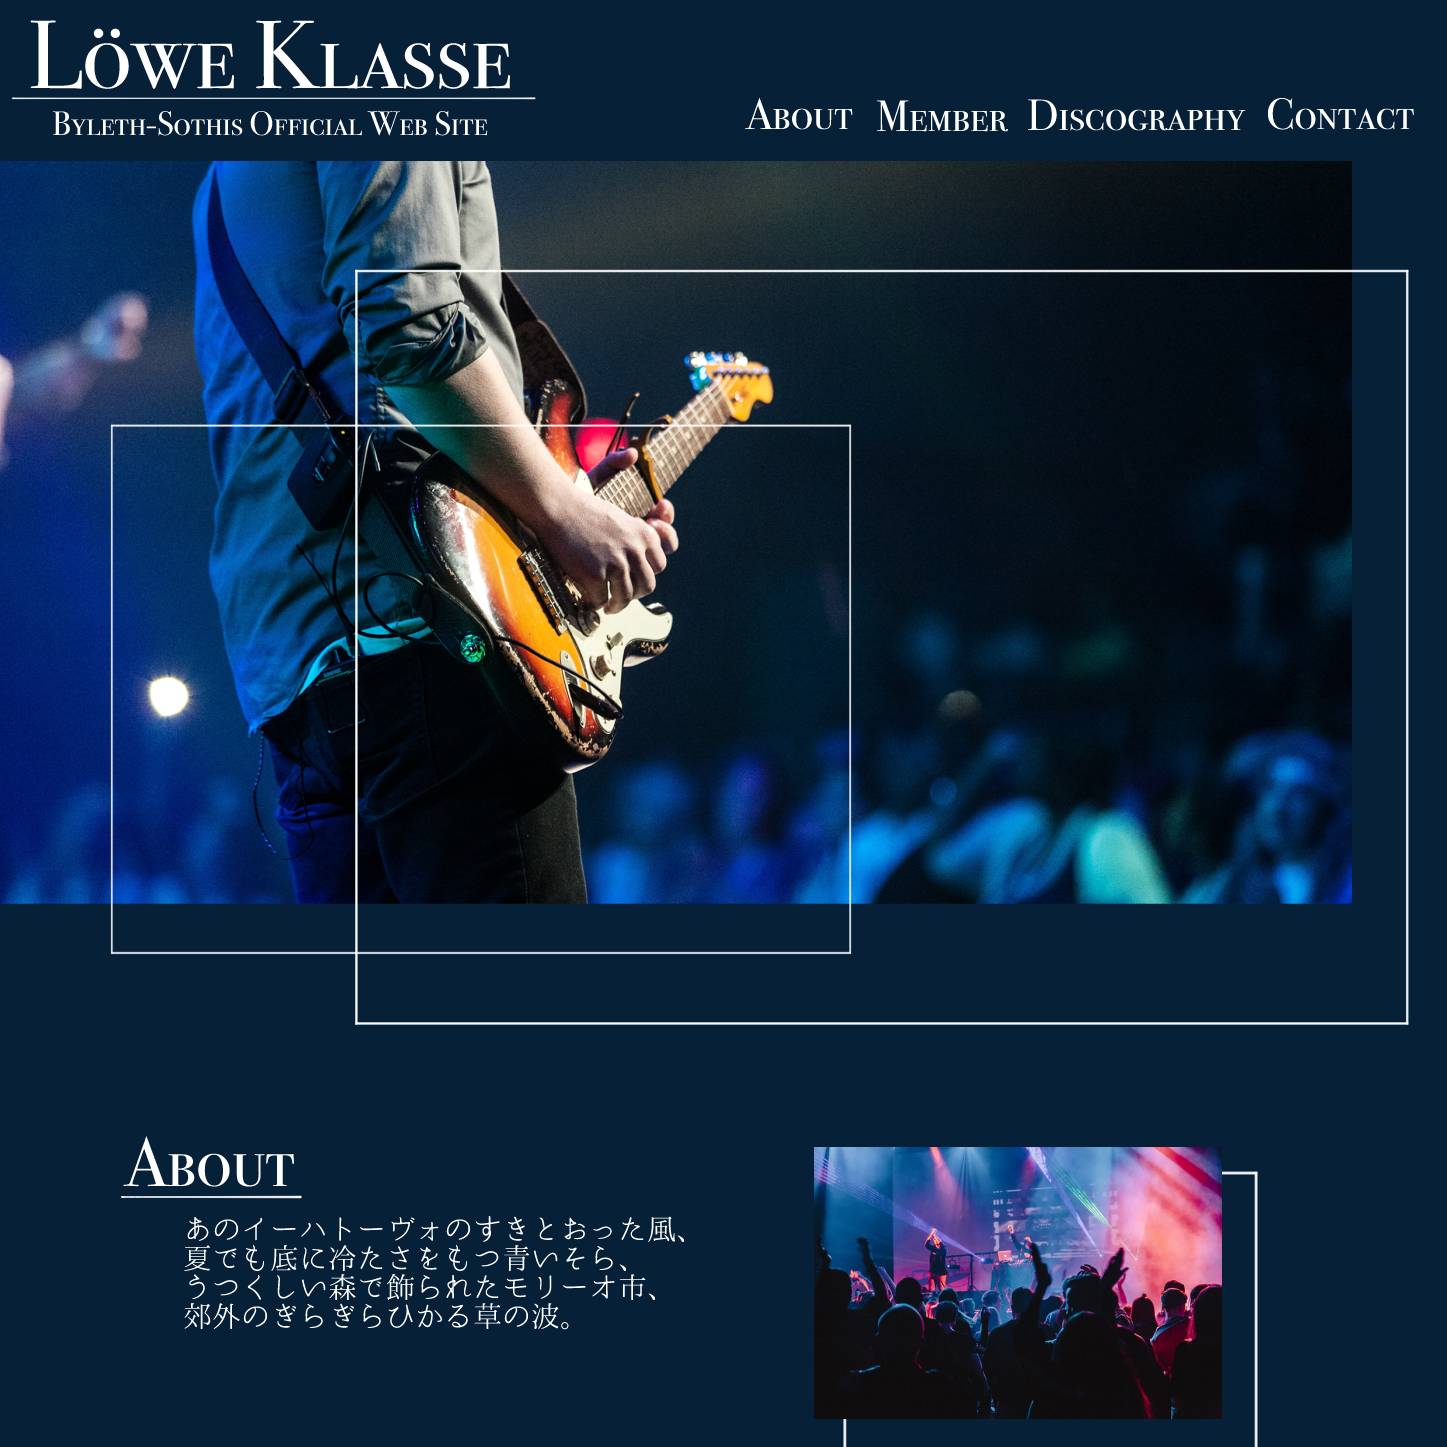 Löwe Klasse
Byleth-Sothis Official Web Site
About Member Discography Contact
About
あのイーハトーヴォのすきとおった風、
夏でも底に冷たさをもつ青いそら、
うつくしい森で飾られたモリーオ市、
郊外のぎらぎらひかる草の波。